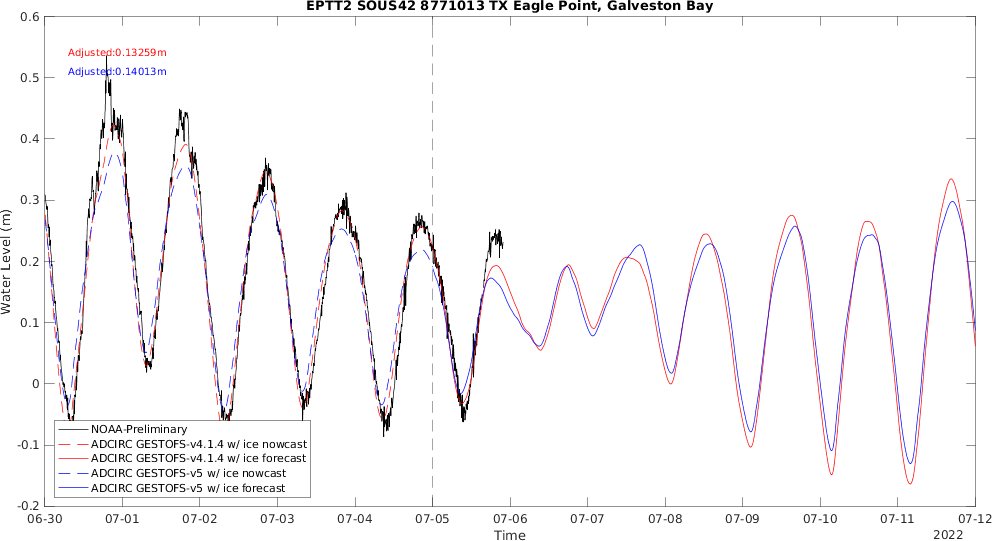 EPTT2 SOUS42 8771013 TX Eagle Point, Galveston Bay
Adjusted:0.13259m
Adjusted:0.14013m
0.6
0.5
0.4
0.3
0.2
0.1
0
-0.1
-0.2
Water Level (m)
NOAA-Preliminary
ADCIRC GESTOFS-v4.1.4 w/ ice nowcast
ADCIRC GESTOFS-v4.1.4 w/ ice forecast
ADCIRC GESTOFS-v5 w/ ice nowcast
ADCIRC GESTOFS-v5 w/ ice forecast
06-30 07-01 07-02 07-03 07-04 07-05 07-06 07-07 07-08 07-09 07-10 07-11 07-12
Time
2022